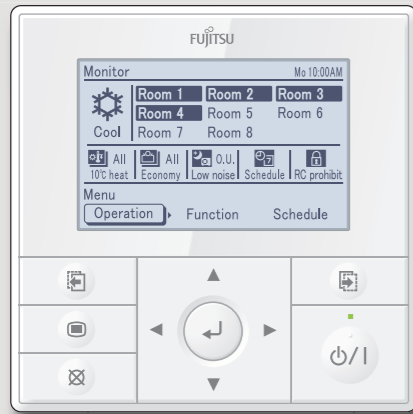 FUJITSU
Monitor Mo 10:00AM
Room 1 Room 2 Room 3
Room 4 Room 5 Room 6
Cool Room 7 Room 8
All All O.U.
10℃ heat Economy Low noise Schedule RC prohibit
Menu
Operation Function Schedule